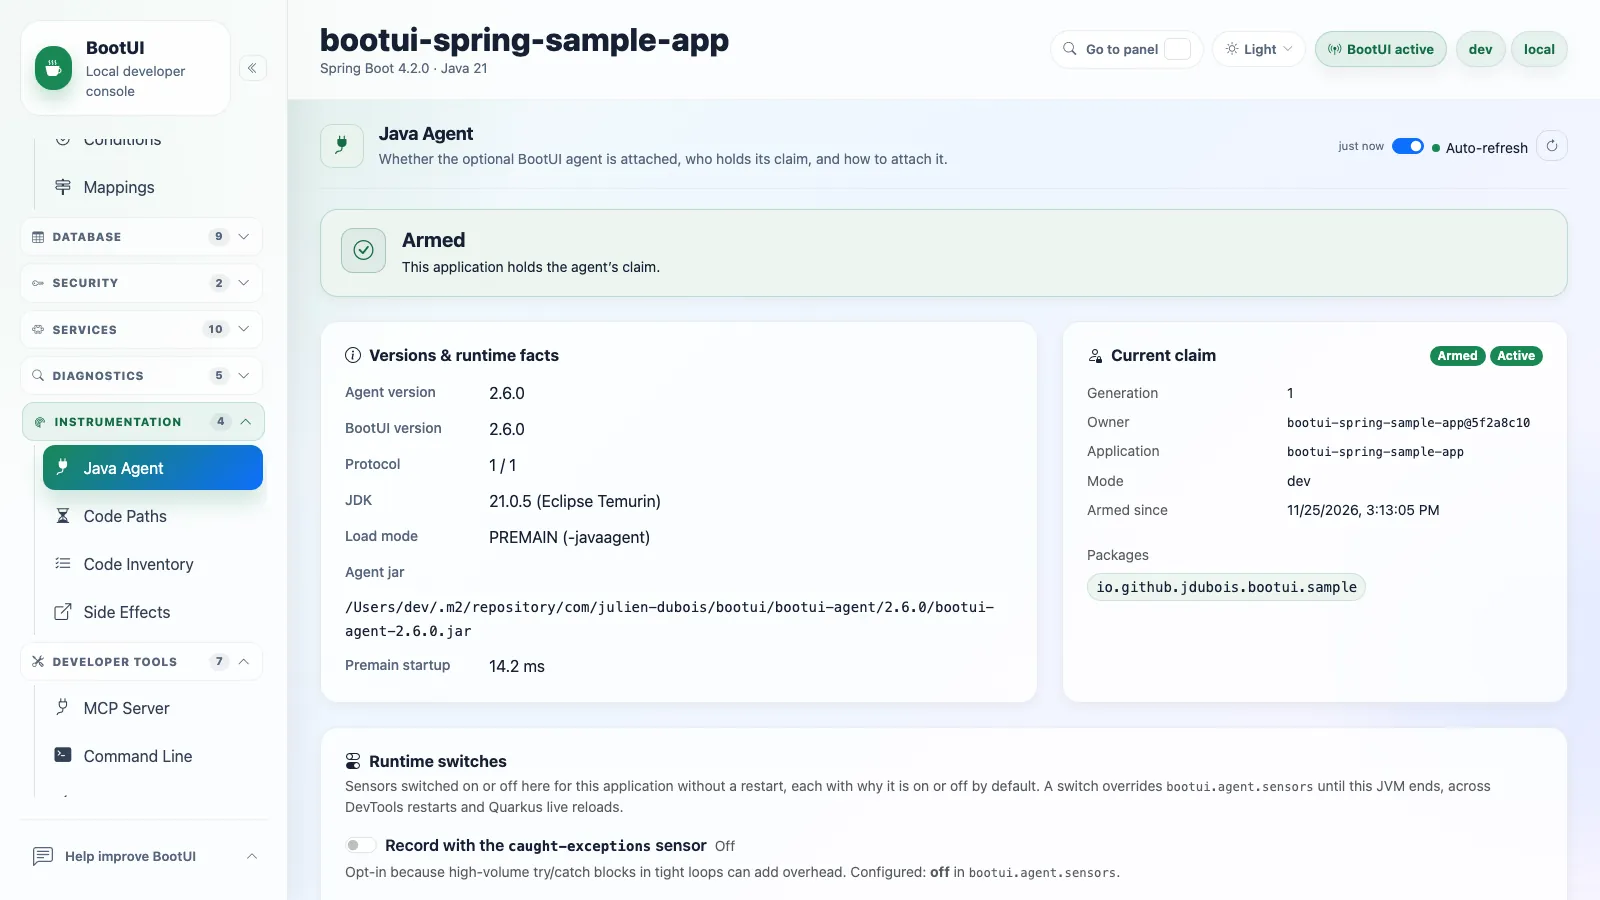 BootUI
Local developer
console
Conditions
Mappings
DATABASE 9
SECURITY 2
SERVICES 10
DIAGNOSTICS 5
INSTRUMENTATION 4
Java Agent
Code Paths
Code Inventory
Side Effects
DEVELOPER TOOLS 7
MCP Server
Command Line
Help improve BootUI
bootui-spring-sample-app
Spring Boot 4.2.0 · Java 21
Go to panel
Light
BootUI active
dev
local
Java Agent
Whether the optional BootUI agent is attached, who holds its claim, and how to attach it.
just now
Auto-refresh
Armed
This application holds the agent’s claim.
Versions & runtime facts
Agent version 2.6.0
BootUI version 2.6.0
Protocol 1 / 1
JDK 21.0.5 (Eclipse Temurin)
Load mode PREMAIN (-javaagent)
Agent jar
/Users/dev/.m2/repository/com/julien-dubois/bootui/bootui-agent/2.6.0/bootui-
agent-2.6.0.jar
Premain startup 14.2 ms
Current claim Armed Active
Generation 1
Owner bootui-spring-sample-app@5f2a8c10
Application bootui-spring-sample-app
Mode dev
Armed since 11/25/2026, 3:13:05 PM
Packages
io.github.jdubois.bootui.sample
Runtime switches
Sensors switched on or off here for this application without a restart, each with why it is on or off by default. A switch overrides bootui.agent.sensors until this JVM ends, across
DevTools restarts and Quarkus live reloads.
Record with the caught-exceptions sensor Off
Opt-in because high-volume try/catch blocks in tight loops can add overhead. Configured: off in bootui.agent.sensors.